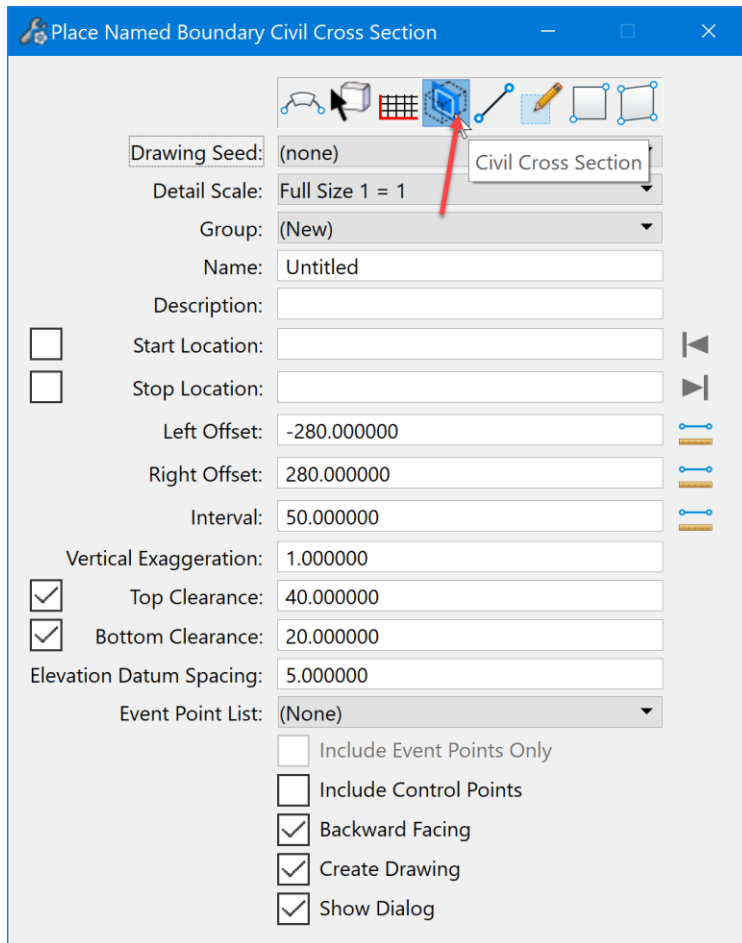 Place Named Boundary Civil Cross Section
Drawing Seed: (none)
Civil Cross Section
Detail Scale: Full Size 1 = 1
Group: (New)
Name: Untitled
Description:
Start Location:
Stop Location:
Left Offset: -280.000000
Right Offset: 280.000000
Interval: 50.000000
Vertical Exaggeration: 1.000000
Top Clearance: 40.000000
Bottom Clearance: 20.000000
Elevation Datum Spacing: 5.000000
Event Point List: (None)
Include Event Points Only
Include Control Points
Backward Facing
Create Drawing
Show Dialog